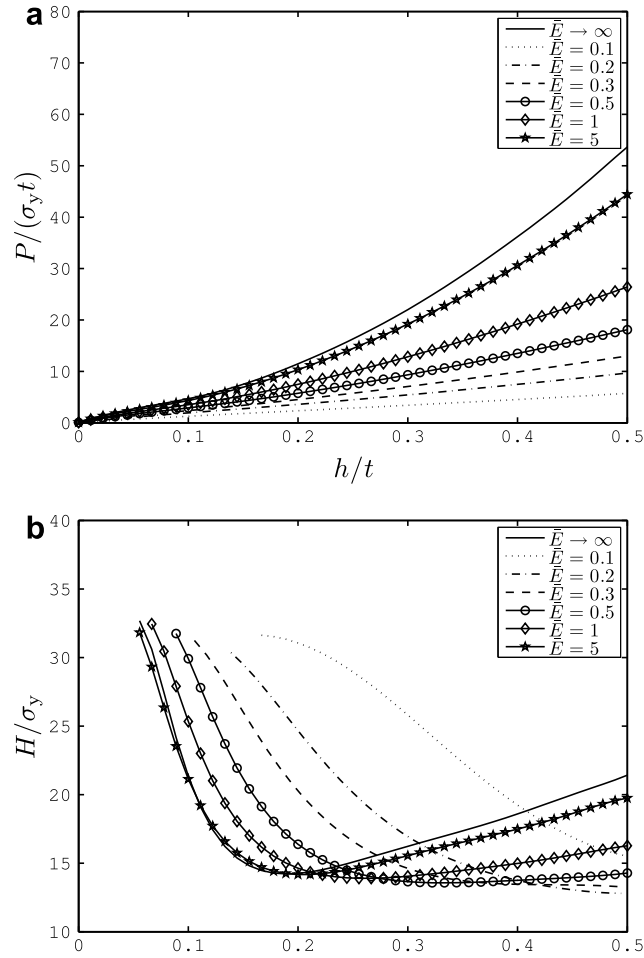 a
80
70
60
50
40
30
20
10
0
P/(σ_y t)
Ē → ∞
Ē = 0.1
Ē = 0.2
Ē = 0.3
Ē = 0.5
Ē = 1
Ē = 5
0 0.1 0.2 0.3 0.4 0.5
h/t
b
40
35
30
25
20
15
10
H/σ_y
Ē → ∞
Ē = 0.1
Ē = 0.2
Ē = 0.3
Ē = 0.5
Ē = 1
Ē = 5
0 0.1 0.2 0.3 0.4 0.5